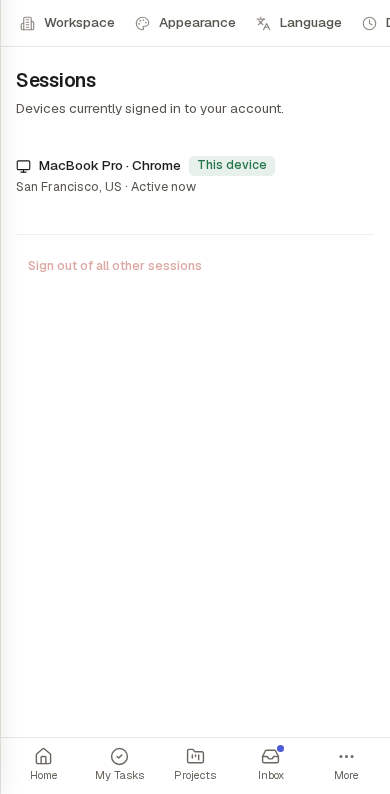 Workspace
Appearance
Language
Sessions
Devices currently signed in to your account.
MacBook Pro · Chrome
This device
San Francisco, US · Active now
Sign out of all other sessions
Home
My Tasks
Projects
Inbox
More